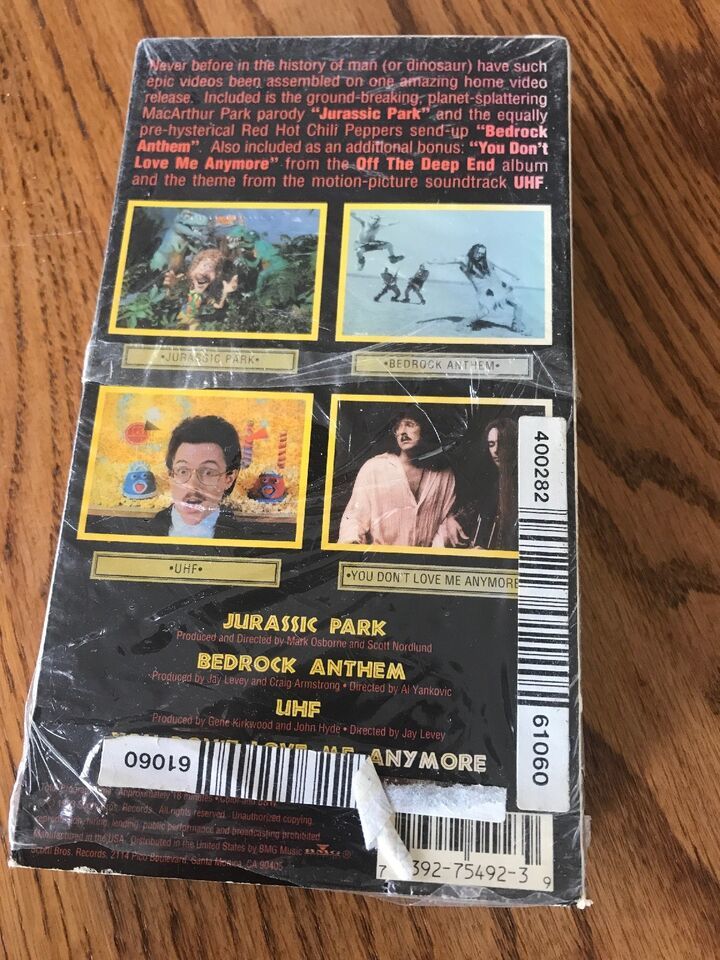 Never before in the history of man (or dinosaur) have such
epic videos been assembled on one amazing home video
release. Included is the ground-breaking, planet-splattering
MacArthur Park parody "Jurassic Park" and the equally
pre-hysterical Red Hot Chili Peppers send-up "Bedrock
Anthem". Also included as an additional bonus: "You Don't
Love Me Anymore" from the Off The Deep End album
and the theme from the motion-picture soundtrack UHF.
•JURASSIC PARK•
•BEDROCK ANTHEM•
•UHF•
•YOU DON'T LOVE ME ANYMORE
400282
61060
JURASSIC PARK
Produced and Directed by Mark Osborne and Scott Nordlund
BEDROCK ANTHEM
Produced by Jay Levey and Craig Armstrong • Directed by Al Yankovic
UHF
Produced by Gene Kirkwood and John Hyde • Directed by Jay Levey
LOVE ME ANYMORE
61060
Approximately 18 minutes • Color and B&W
Records. All rights reserved. Unauthorized copying,
reproduction, hiring, lending, public performance and broadcasting prohibited.
Manufactured in the USA. Distributed in the United States by BMG Music BMG ®
Scotti Bros. Records, 2114 Pico Boulevard, Santa Monica, CA 90405
7 392-75492-3 9